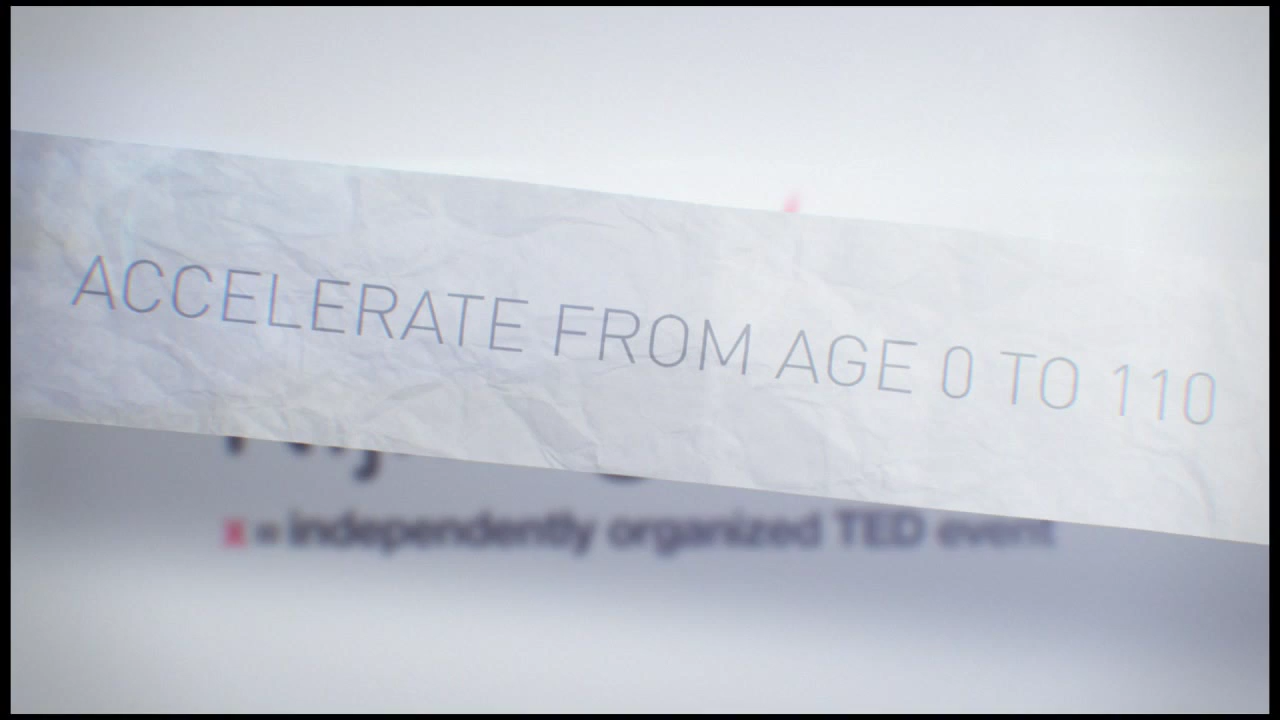 ACCELERATE FROM AGE 0 TO 110
x = independently organized TED event